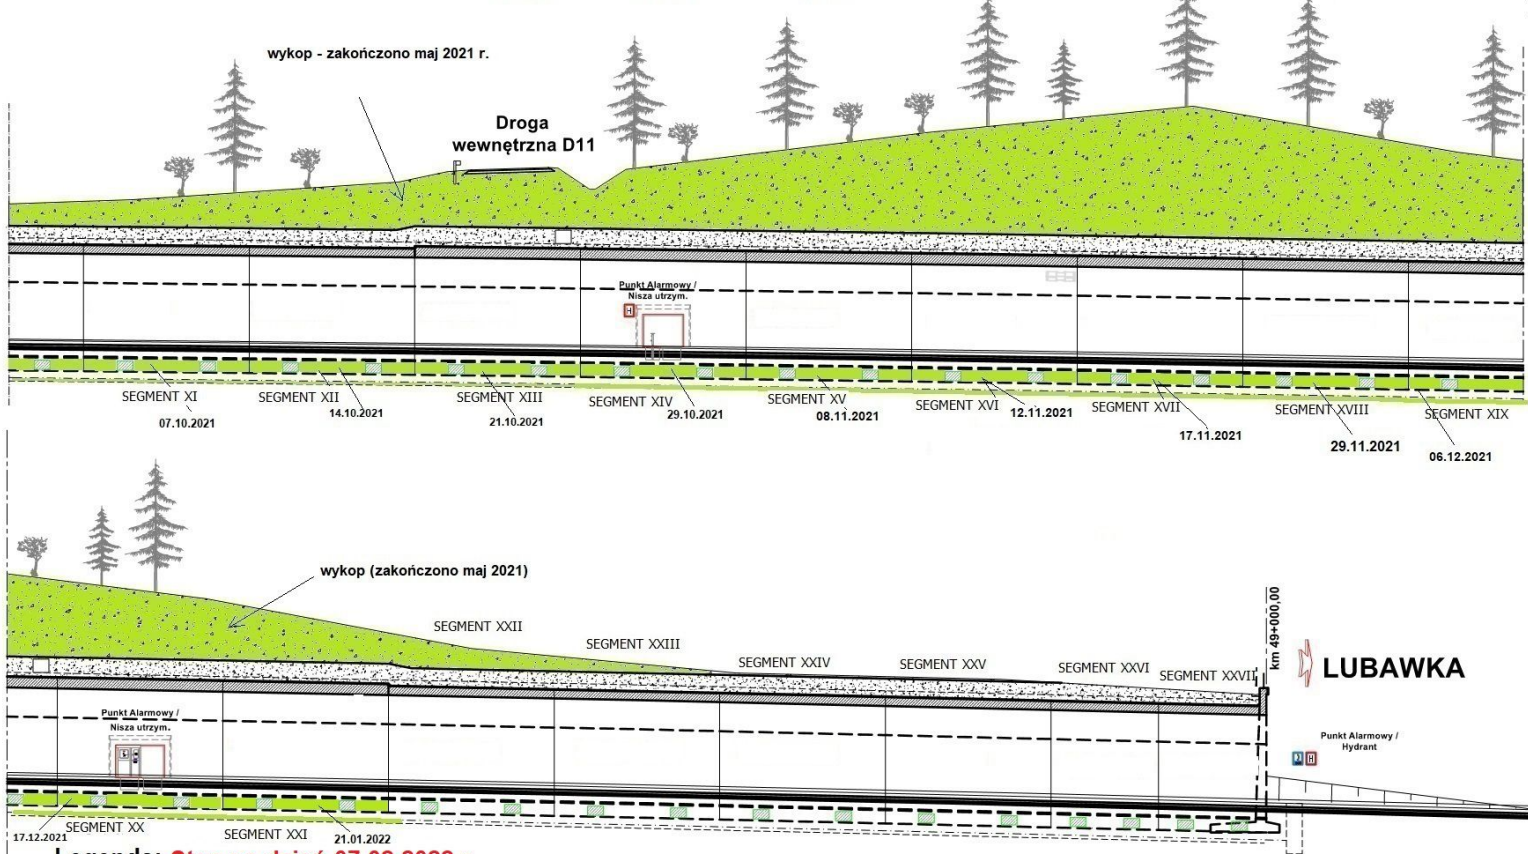 wykop - zakończono maj 2021 r.
Droga
wewnętrzna D11
Punkt Alarmowy /
Nisza utrzym.
H
SEGMENT XI
SEGMENT XII
SEGMENT XIII
SEGMENT XIV
SEGMENT XV
SEGMENT XVI
SEGMENT XVII
SEGMENT XVIII
SEGMENT XIX
07.10.2021
14.10.2021
21.10.2021
29.10.2021
08.11.2021
12.11.2021
17.11.2021
29.11.2021
06.12.2021
wykop (zakończono maj 2021)
SEGMENT XXII
SEGMENT XXIII
SEGMENT XXIV
SEGMENT XXV
SEGMENT XXVI
SEGMENT XXVII
km 49+000,00
LUBAWKA
Punkt Alarmowy /
Nisza utrzym.
Punkt Alarmowy /
Hydrant
H
17.12.2021
SEGMENT XX
SEGMENT XXI
21.01.2022